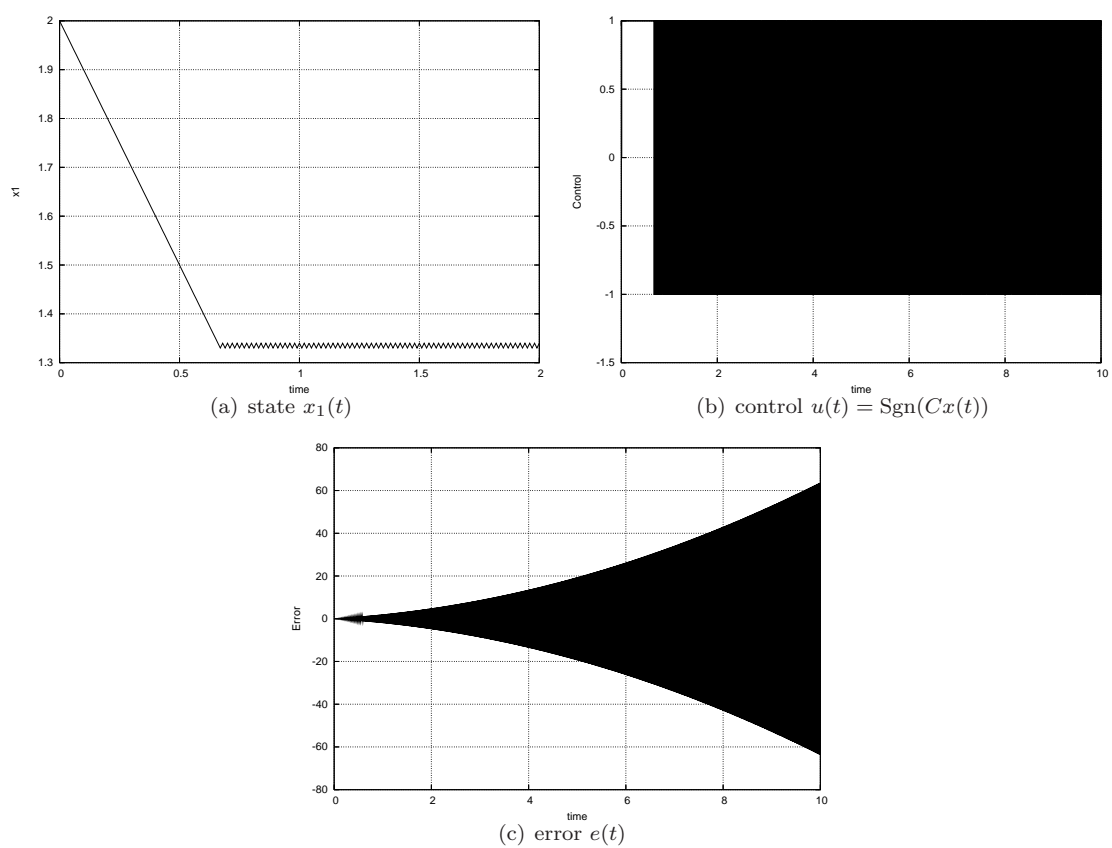 2
1.9
1.8
1.7
1.6
1.5
1.4
1.3
x1
0 0.5 1 1.5 2
time
(a) state x₁(t)
1
0.5
0
-0.5
-1
-1.5
Control
0 2 4 6 8 10
time
(b) control u(t) = Sgn(Cx(t))
80
60
40
20
0
-20
-40
-60
-80
Error
0 2 4 6 8 10
time
(c) error e(t)